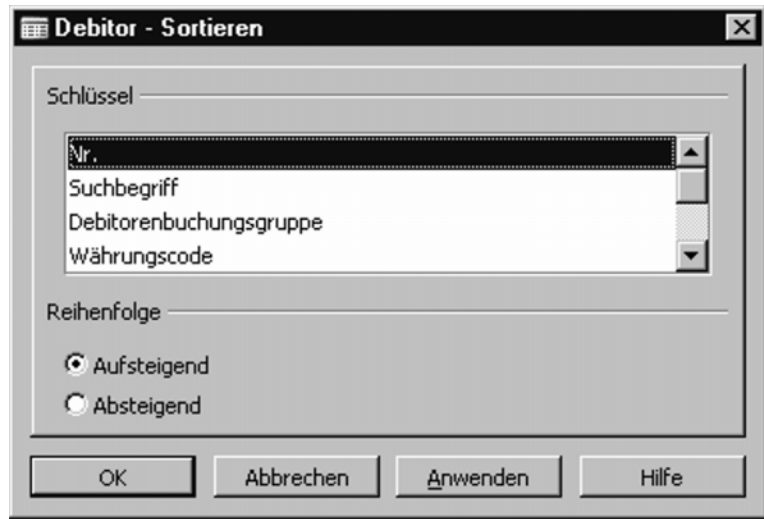 Debitor - Sortieren
Schlüssel
Nr.
Suchbegriff
Debitorenbuchungsgruppe
Währungscode
Reihenfolge
Aufsteigend
Absteigend
OK Abbrechen Anwenden Hilfe